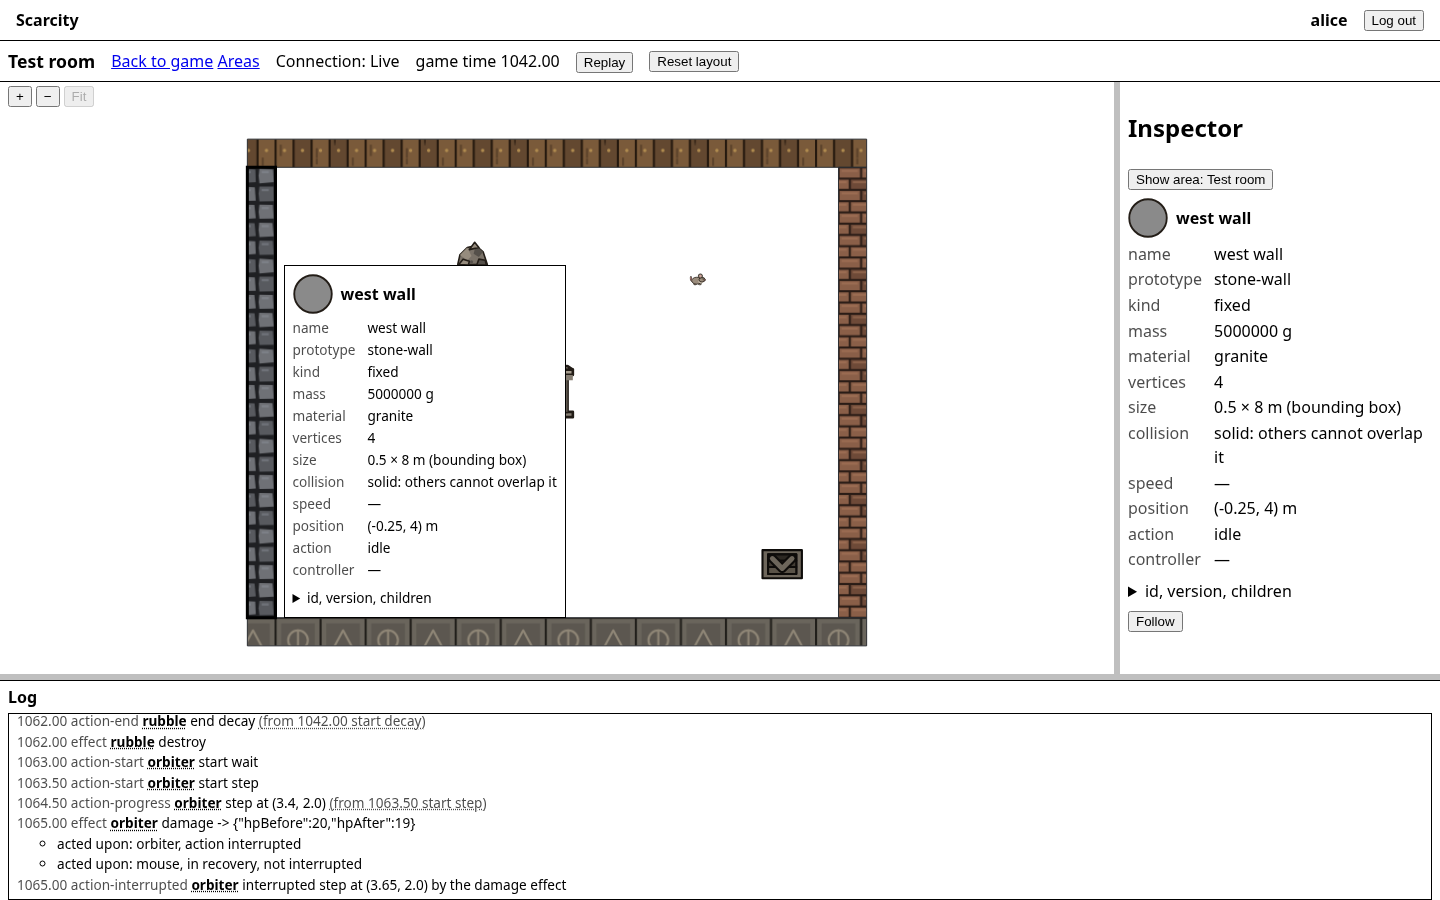 Scarcity
alice
Log out
Test room
Back to game Areas
Connection: Live
game time 1042.00
Replay
Reset layout
+
−
Fit
west wall
name west wall
prototype stone-wall
kind fixed
mass 5000000 g
material granite
vertices 4
size 0.5 × 8 m (bounding box)
collision solid: others cannot overlap it
speed —
position (-0.25, 4) m
action idle
controller —
▶ id, version, children
Inspector
Show area: Test room
west wall
name west wall
prototype stone-wall
kind fixed
mass 5000000 g
material granite
vertices 4
size 0.5 × 8 m (bounding box)
collision solid: others cannot overlap
it
speed —
position (-0.25, 4) m
action idle
controller —
▶ id, version, children
Follow
Log
1062.00 action-end rubble end decay (from 1042.00 start decay)
1062.00 effect rubble destroy
1063.00 action-start orbiter start wait
1063.50 action-start orbiter start step
1064.50 action-progress orbiter step at (3.4, 2.0) (from 1063.50 start step)
1065.00 effect orbiter damage -> {"hpBefore":20,"hpAfter":19}
acted upon: orbiter, action interrupted
acted upon: mouse, in recovery, not interrupted
1065.00 action-interrupted orbiter interrupted step at (3.65, 2.0) by the damage effect